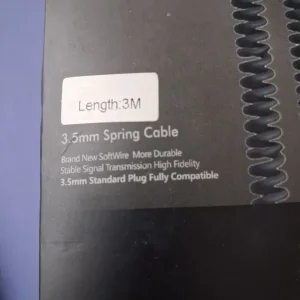 Length:3M
3.5mm Spring Cable
Brand New SoftWire More Durable
Stable Signal Transmission High Fidelity
3.5mm Standard Plug Fully Compatible